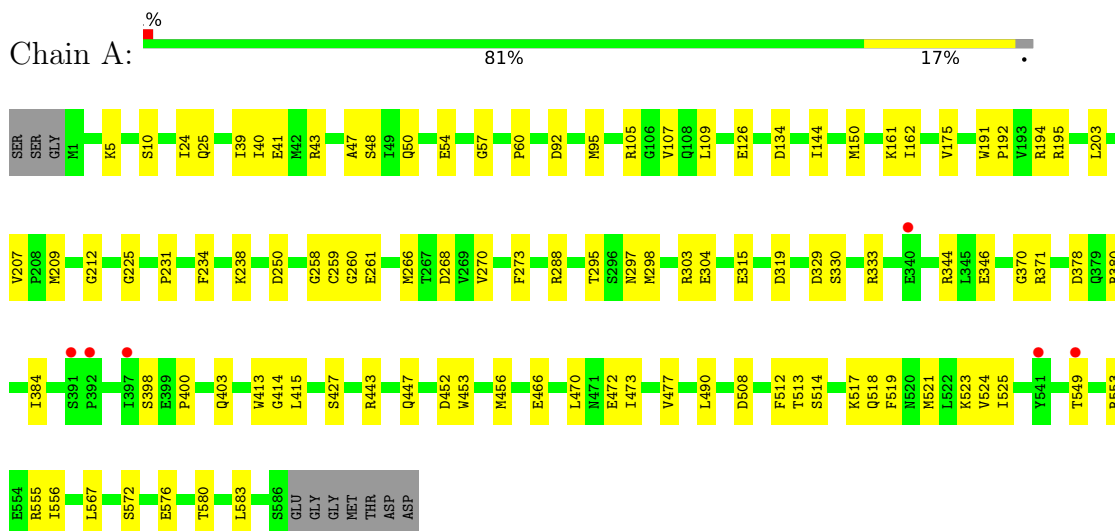 .%
Chain A:
81% 17% •
SER SER GLY M1 K5 S10 I24 Q25 I39 I40 E41 M42 R43 A47 S48 I49 Q50 E54 G57 P60 D92 M95 R105 G106 V107 Q108 L109 E126 D134 I144 M150 K161 I162 V175 W191 P192 V193 R194 R195 L203
V207 P208 M209 G212 G225 P231 F234 K238 D250 G258 C259 G260 E261 M266 T267 D268 V269 V270 F273 R288 T295 S296 N297 M298 R303 E304 E315 D319 D329 S330 R333 E340 R344 L345 E346 G370 R371 D378 Q379 R380
I384 S391 P392 I397 S398 E399 P400 Q403 W413 G414 L415 S427 R443 Q447 D452 W453 M456 E466 L470 N471 E472 I473 V477 L490 D508 F512 T513 S514 K517 Q518 F519 N520 M521 L522 K523 V524 I525 Y541 T549 R553
E554 R555 I556 L567 S572 E576 T580 L583 S586 GLU GLY GLY MET THR ASP ASP